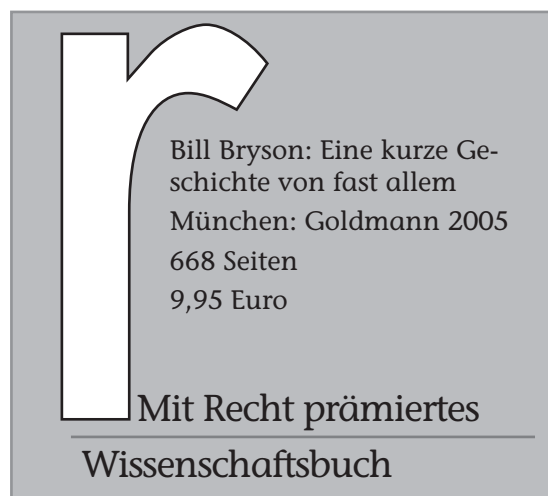 r
Bill Bryson: Eine kurze Ge-
schichte von fast allem
München: Goldmann 2005
668 Seiten
9,95 Euro
Mit Recht prämiertes
Wissenschaftsbuch